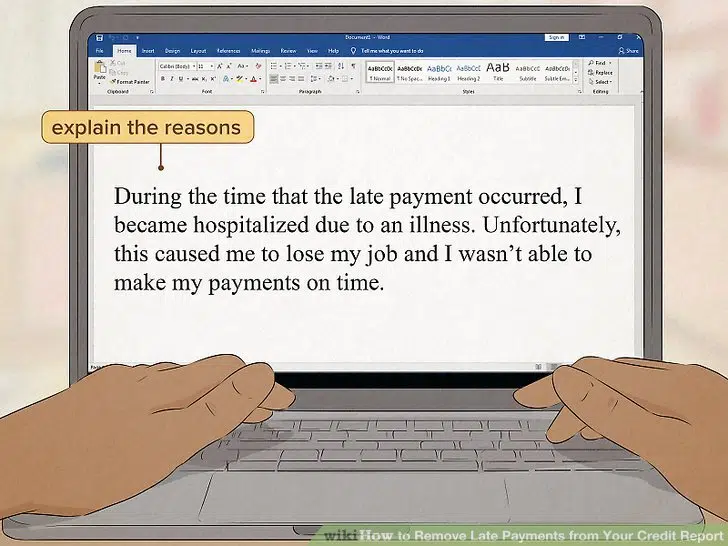 Document1 - Word
Sign in
File Home Insert Design Layout References Mailings Review View Help Tell me what you want to do Share
Paste Cut Copy Format Painter
Calibri (Body) 11
AaBbCcDc AaBbCcDc AaBbCc AaBbCcC AaB AaBbCcC AaBbCcDc
1 Normal 1 No Spac... Heading 1 Heading 2 Title Subtitle Subtle Em...
Find Replace Select
Clipboard Font Paragraph Styles Editing
explain the reasons
During the time that the late payment occurred, I
became hospitalized due to an illness. Unfortunately,
this caused me to lose my job and I wasn’t able to
make my payments on time.
wikiHow to Remove Late Payments from Your Credit Report